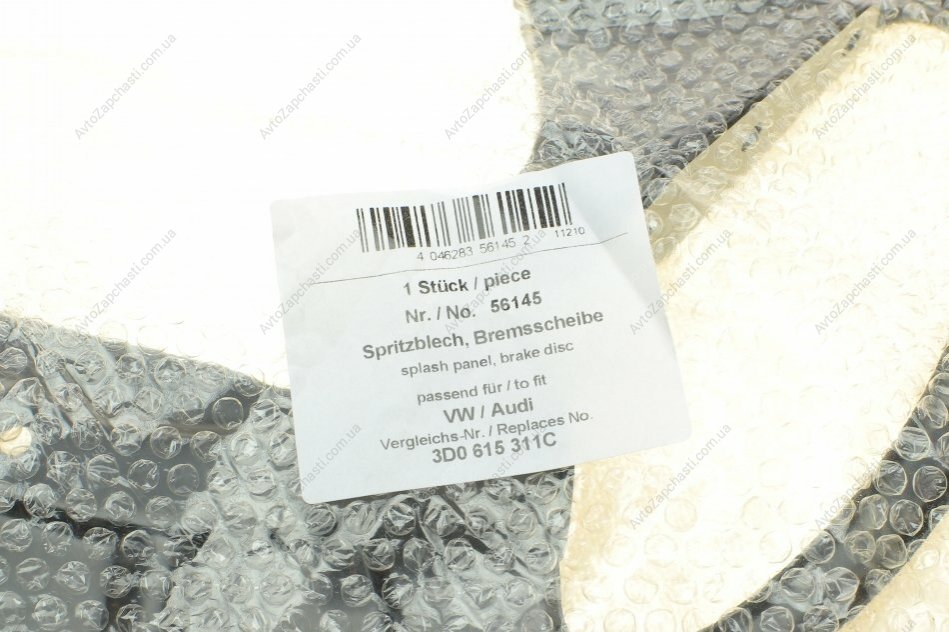 4 046283 56145 2 11210
1 Stück / piece
Nr. / No. 56145
Spritzblech, Bremsscheibe
splash panel, brake disc
passend für / to fit
VW / Audi
Vergleichs-Nr. / Replaces No.
3D0 615 311C
AvtoZapchasti.com.ua